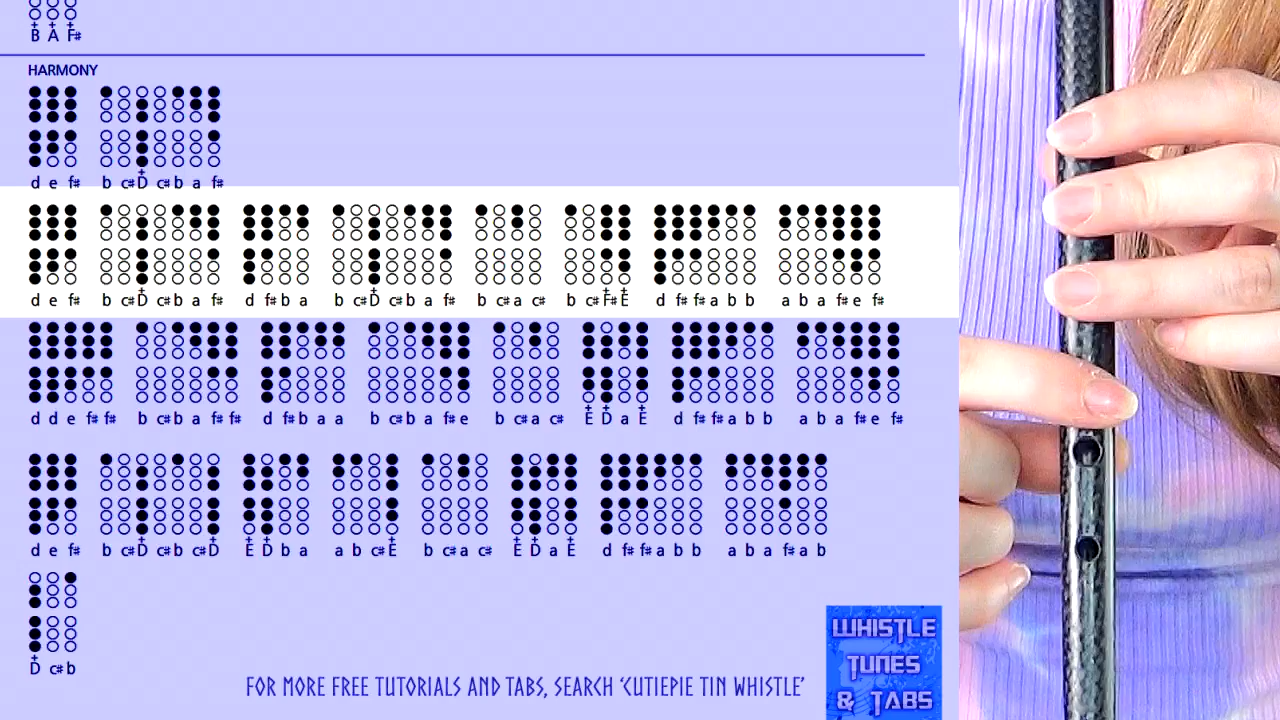 + + +
B A F#
HARMONY
+
d e f# b c# D c# b a f#
+ + + +
d e f# b c# D c# b a f# d f# b a b c# D c# b a f# b c# a c# b c# F# E d f# f# a b b a b a f# e f#
+ + +
d d e f# f# b c# b a f# f# d f# b a a b c# b a f# e b c# a c# E D a E d f# f# a b b a b a f# e f#
+ + + + + + + +
d e f# b c# D c# b c# D E D b a a b c# E b c# a c# E D a E d f# f# a b b a b a f# a b
+
D c# b
FOR MORE FREE TUTORIALS AND TABS, SEARCH 'CUTIEPIE TIN WHISTLE'
WHISTLE
TUNES
& TABS